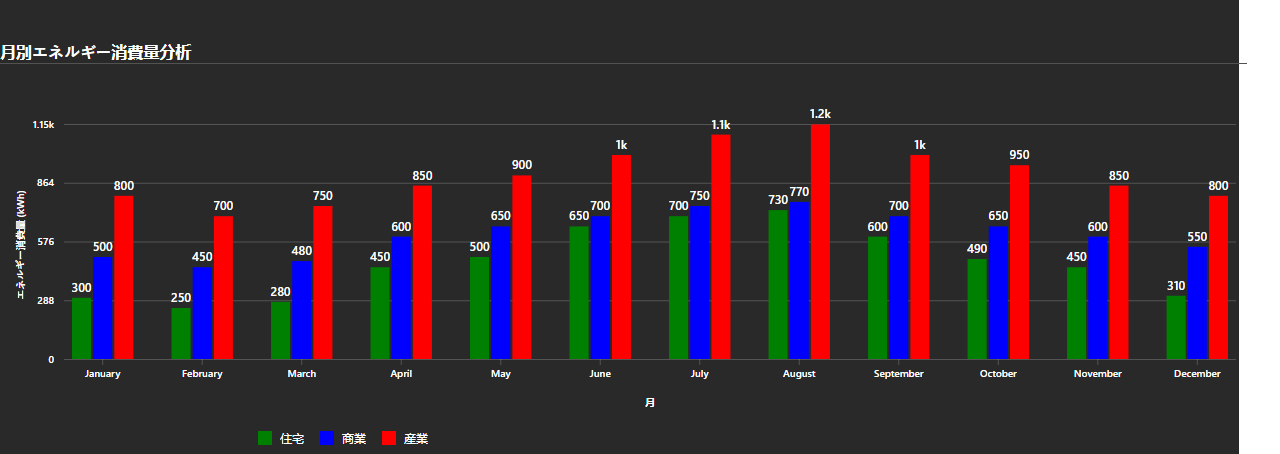 月別エネルギー消費量分析
エネルギー消費量 (kWh)
1.15k
864
576
288
0
300 500 800
250 450 700
280 480 750
450 600 850
500 650 900
650 700 1k
700 750 1.1k
730 770 1.2k
600 700 1k
490 650 950
450 600 850
310 550 800
January February March April May June July August September October November December
月
住宅 商業 産業